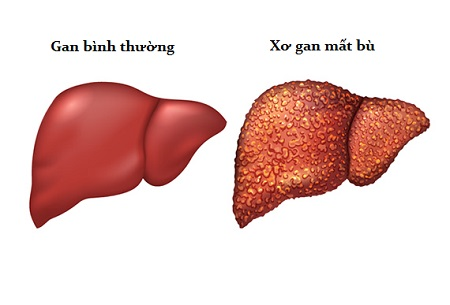 Gan bình thường
Xơ gan mất bù